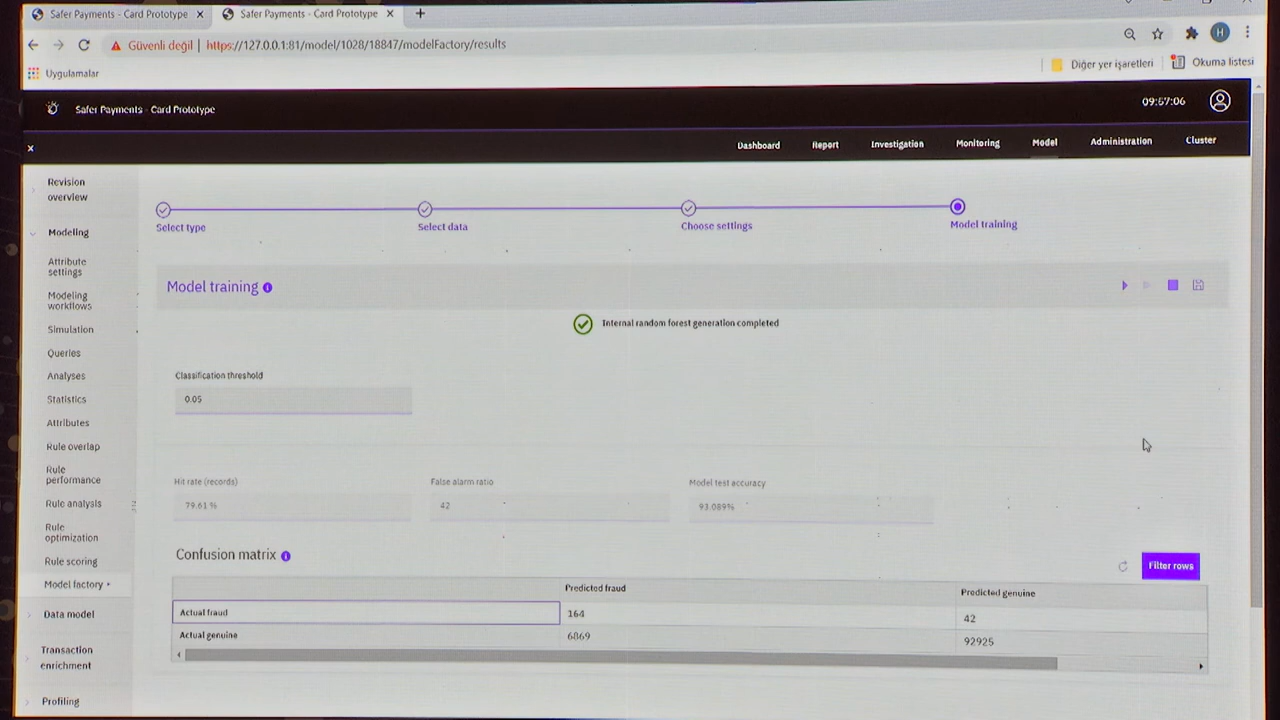 Safer Payments - Card Prototype
Safer Payments - Card Prototype
Güvenli değil | https://127.0.0.1:81/model/1028/18847/modelFactory/results
H
Uygulamalar
Diğer yer işaretleri
Okuma listesi
Safer Payments - Card Prototype
09:57:06
Dashboard
Report
Investigation
Monitoring
Model
Administration
Cluster
Revision
overview
Modeling
Attribute
settings
Modeling
workflows
Simulation
Queries
Analyses
Statistics
Attributes
Rule overlap
Rule
performance
Rule analysis
Rule
optimization
Rule scoring
Model factory
Data model
Transaction
enrichment
Profiling
Select type
Select data
Choose settings
Model training
Model training
Internal random forest generation completed
Classification threshold
0.05
Hit rate (records)
False alarm ratio
Model test accuracy
79.61 %
42
93.089%
Confusion matrix
Filter rows
Predicted fraud
Predicted genuine
Actual fraud
164
42
Actual genuine
6869
92925